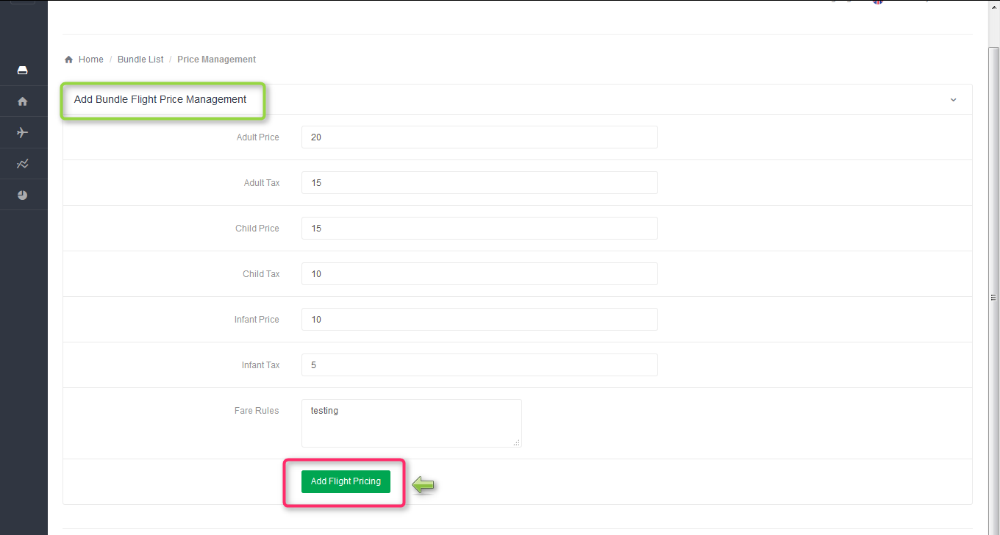 Home / Bundle List / Price Management
Add Bundle Flight Price Management
Adult Price 20
Adult Tax 15
Child Price 15
Child Tax 10
Infant Price 10
Infant Tax 5
Fare Rules testing
Add Flight Pricing